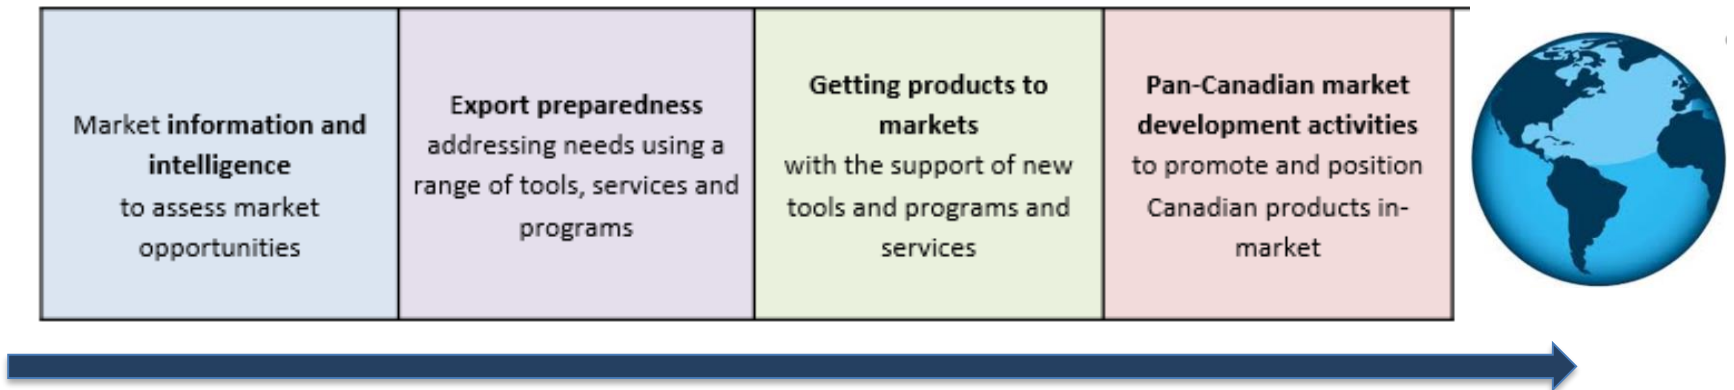 Market information and
intelligence
to assess market
opportunities
Export preparedness
addressing needs using a
range of tools, services and
programs
Getting products to
markets
with the support of new
tools and programs and
services
Pan-Canadian market
development activities
to promote and position
Canadian products in-
market